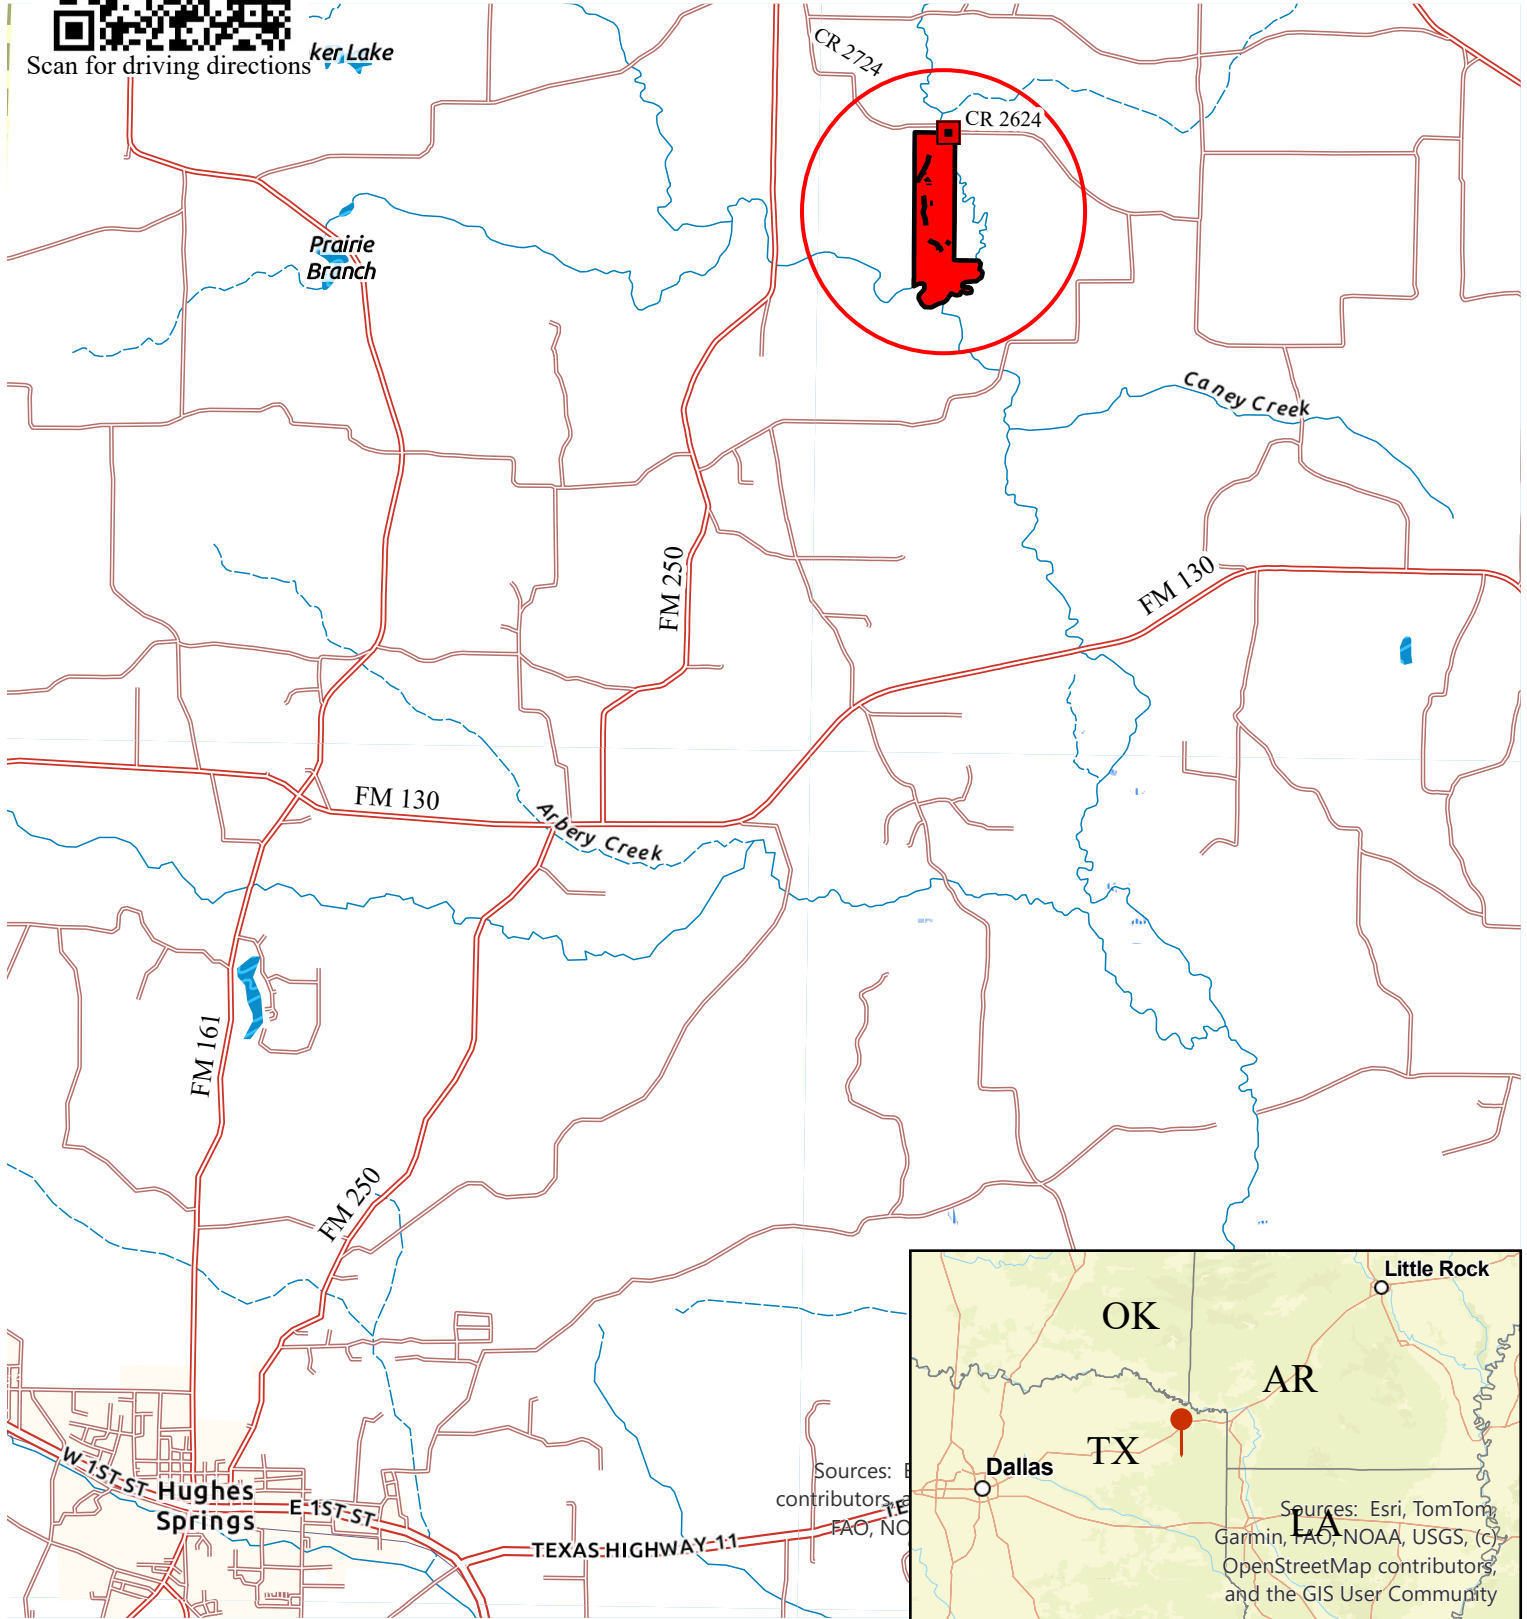 ker Lake
Scan for driving directions
CR 2724
CR 2624
Prairie
Branch
Caney Creek
FM 250
FM 130
FM 130
Arbery Creek
FM 161
FM 250
Little Rock
OK
AR
TX
Dallas
LA
Sources: Esri, TomTom,
Garmin, FAO, NOAA, USGS, (c)
OpenStreetMap contributors,
and the GIS User Community
W 1ST ST
Hughes
Springs
E 1ST ST
TEXAS HIGHWAY 11
TE
Sources: E
contributors, a
FAO, NO